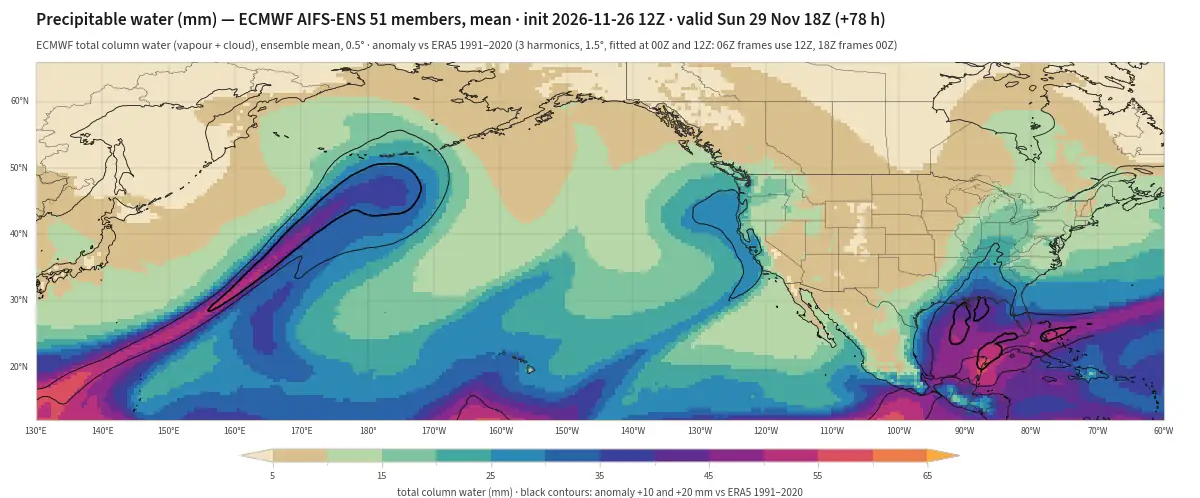 Precipitable water (mm) — ECMWF AIFS-ENS 51 members, mean · init 2026-11-26 12Z · valid Sun 29 Nov 18Z (+78 h)
ECMWF total column water (vapour + cloud), ensemble mean, 0.5° · anomaly vs ERA5 1991–2020 (3 harmonics, 1.5°, fitted at 00Z and 12Z: 06Z frames use 12Z, 18Z frames 00Z)
60°N
50°N
40°N
30°N
20°N
130°E 140°E 150°E 160°E 170°E 180° 170°W 160°W 150°W 140°W 130°W 120°W 110°W 100°W 90°W 80°W 70°W 60°W
5 15 25 35 45 55 65
total column water (mm) · black contours: anomaly +10 and +20 mm vs ERA5 1991–2020